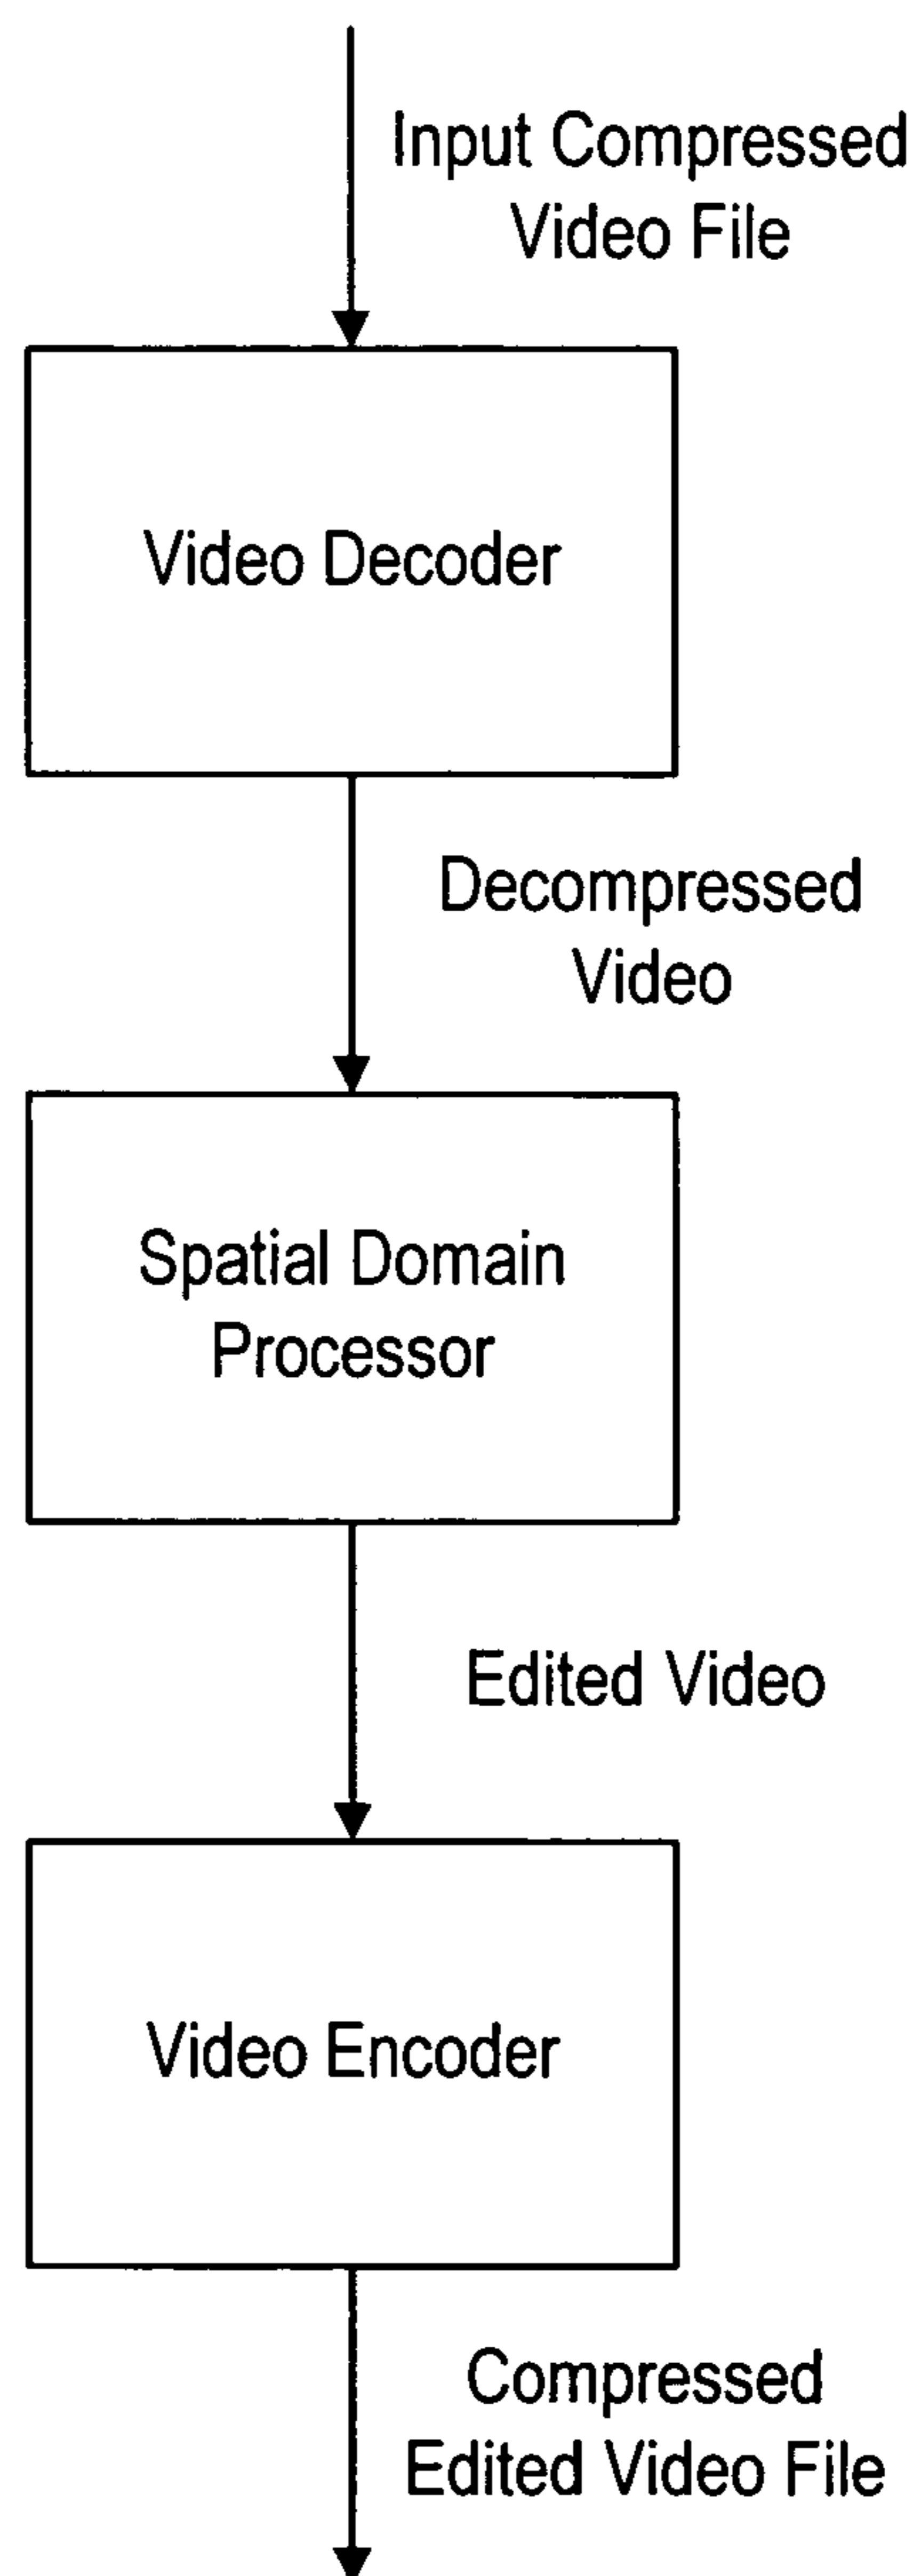 Input Compressed
Video File
Video Decoder
Decompressed
Video
Spatial Domain
Processor
Edited Video
Video Encoder
Compressed
Edited Video File